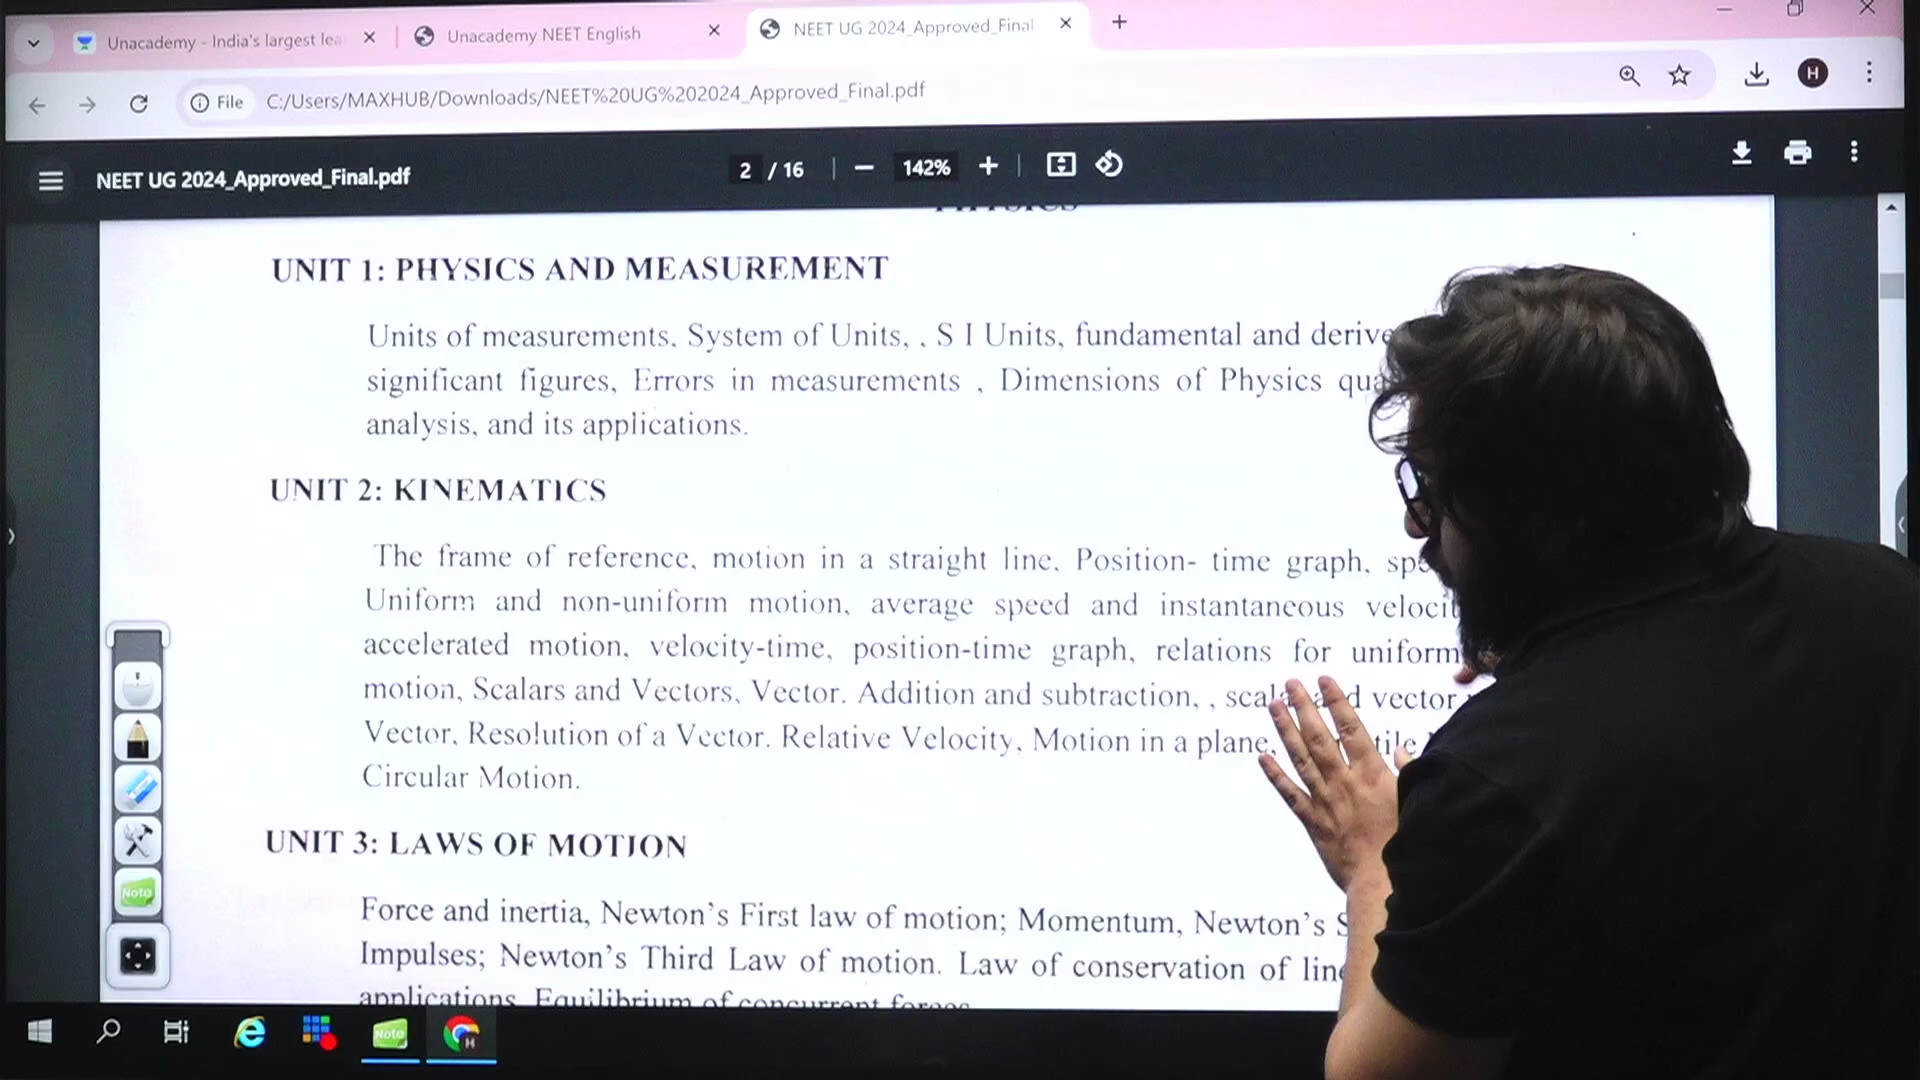 Unacademy - India's largest lea
Unacademy NEET English
NEET UG 2024_Approved_Final
File
C:/Users/MAXHUB/Downloads/NEET%20UG%202024_Approved_Final.pdf
H
NEET UG 2024_Approved_Final.pdf
2 / 16
142%
PHYSICS
UNIT 1: PHYSICS AND MEASUREMENT
Units of measurements. System of Units, , S I Units, fundamental and derive
significant figures, Errors in measurements , Dimensions of Physics qua
analysis, and its applications.
UNIT 2: KINEMATICS
The frame of reference, motion in a straight line, Position- time graph, spe
Uniform and non-uniform motion, average speed and instantaneous velocit
accelerated motion, velocity-time, position-time graph, relations for uniform
motion, Scalars and Vectors, Vector. Addition and subtraction, , scala d vector
Vector, Resolution of a Vector. Relative Velocity, Motion in a plane, tile
Circular Motion.
UNIT 3: LAWS OF MOTION
Force and inertia, Newton's First law of motion; Momentum, Newton's S
Impulses; Newton's Third Law of motion. Law of conservation of line
applications. Equilibrium of concurrent forces
Note
Note
H